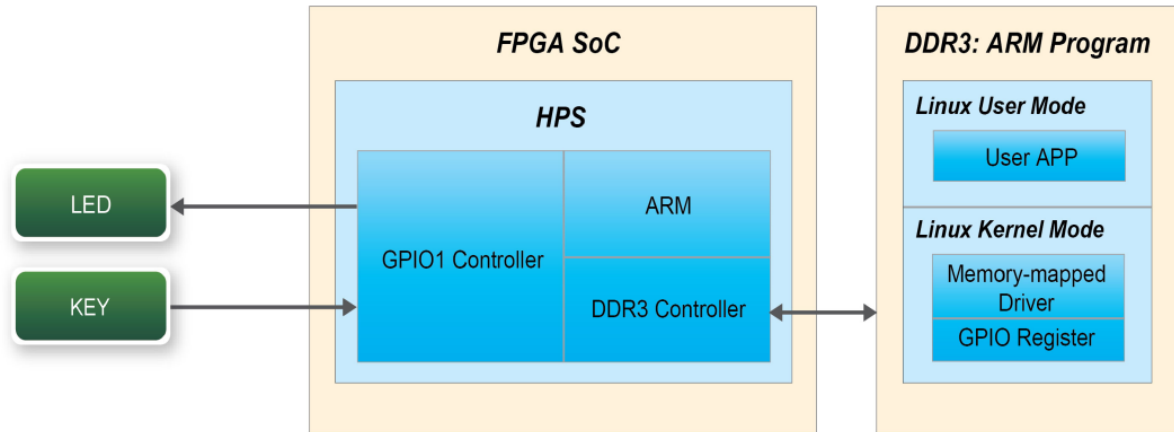 FPGA SoC
HPS
LED
KEY
GPIO1 Controller
ARM
DDR3 Controller
DDR3: ARM Program
Linux User Mode
User APP
Linux Kernel Mode
Memory-mapped
Driver
GPIO Register